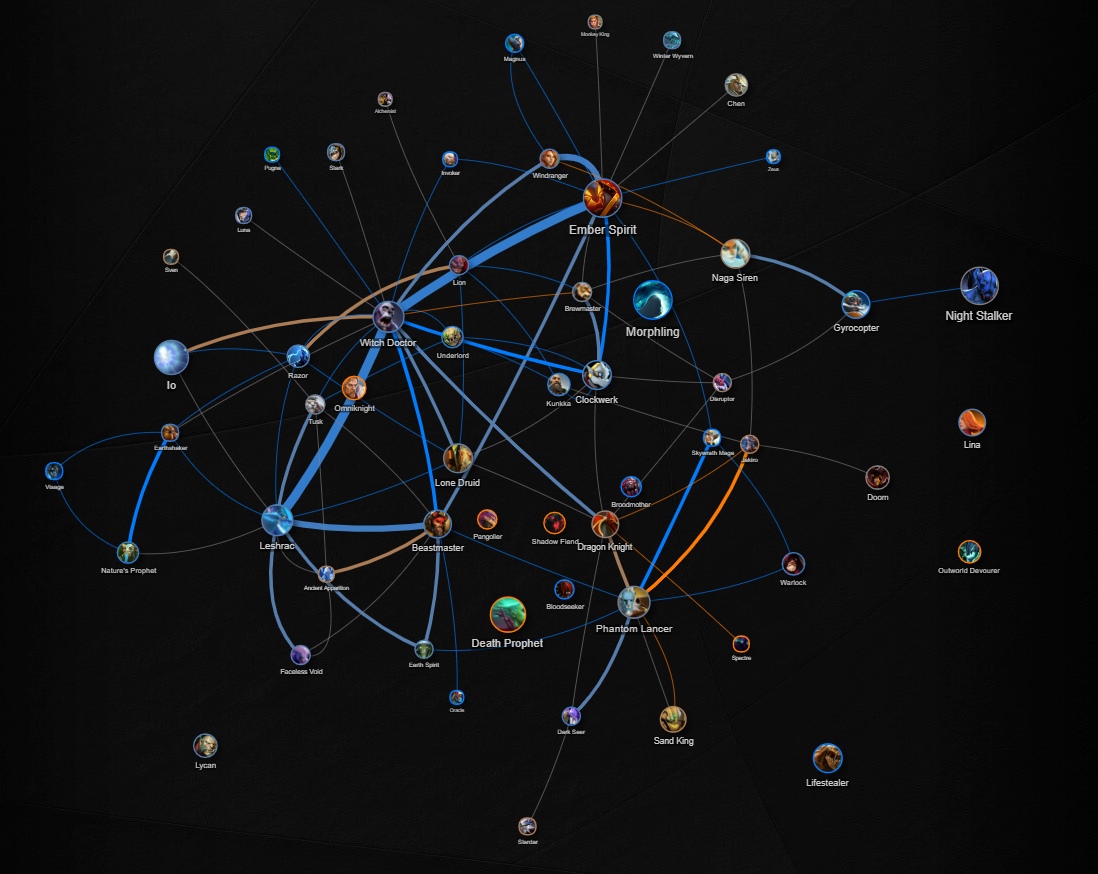 Monkey King
Magnus
Winter Wyvern
Chen
Alchemist
Pugna
Slark
Invoker
Windranger
Zeus
Luna
Ember Spirit
Sven
Lion
Naga Siren
Brewmaster
Morphling
Gyrocopter
Night Stalker
Witch Doctor
Underlord
Io
Razor
Kunkka
Clockwerk
Disruptor
Omniknight
Tusk
Earthshaker
Skywrath Mage
Jakiro
Lina
Visage
Lone Druid
Broodmother
Doom
Leshrac
Beastmaster
Pangolier
Shadow Fiend
Dragon Knight
Nature's Prophet
Outworld Devourer
Ancient Apparition
Warlock
Bloodseeker
Phantom Lancer
Death Prophet
Spectre
Earth Spirit
Faceless Void
Oracle
Dark Seer
Sand King
Lycan
Lifestealer
Slardar